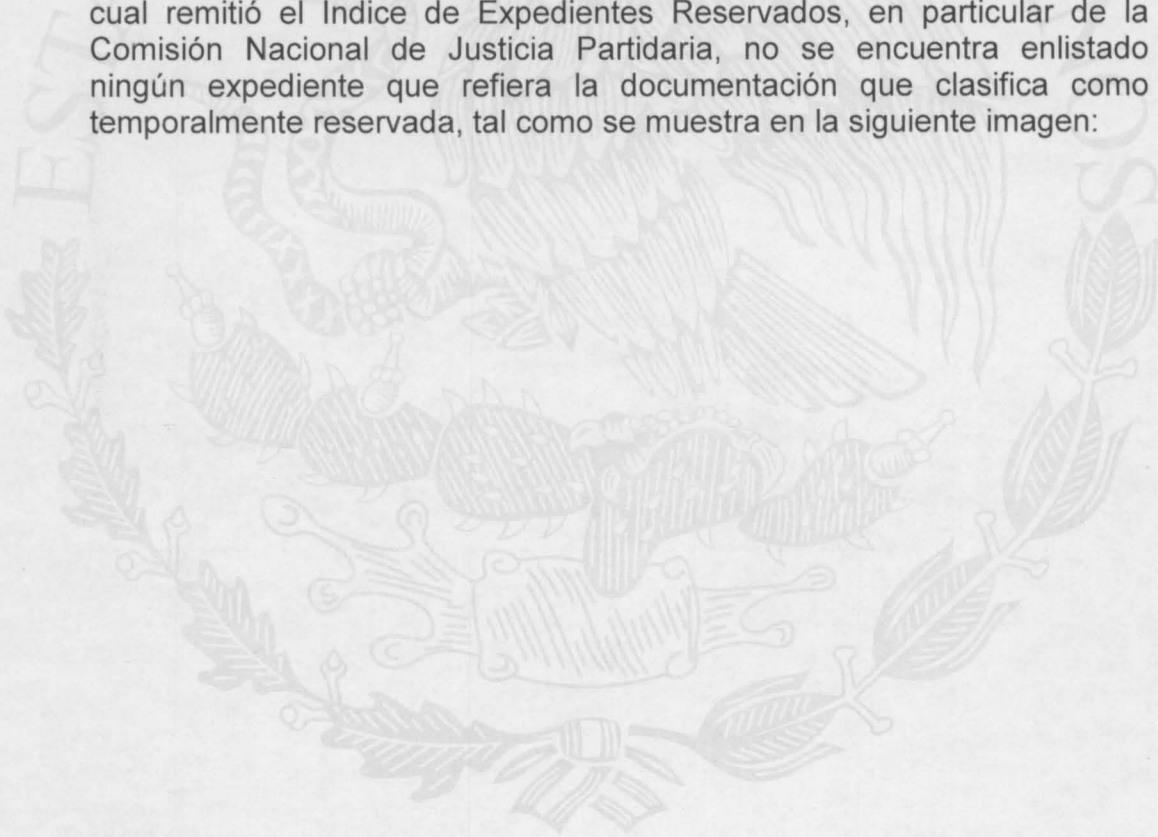 cual remitió el Índice de Expedientes Reservados, en particular de la
Comisión Nacional de Justicia Partidaria, no se encuentra enlistado
ningún expediente que refiera la documentación que clasifica como
temporalmente reservada, tal como se muestra en la siguiente imagen:
EST